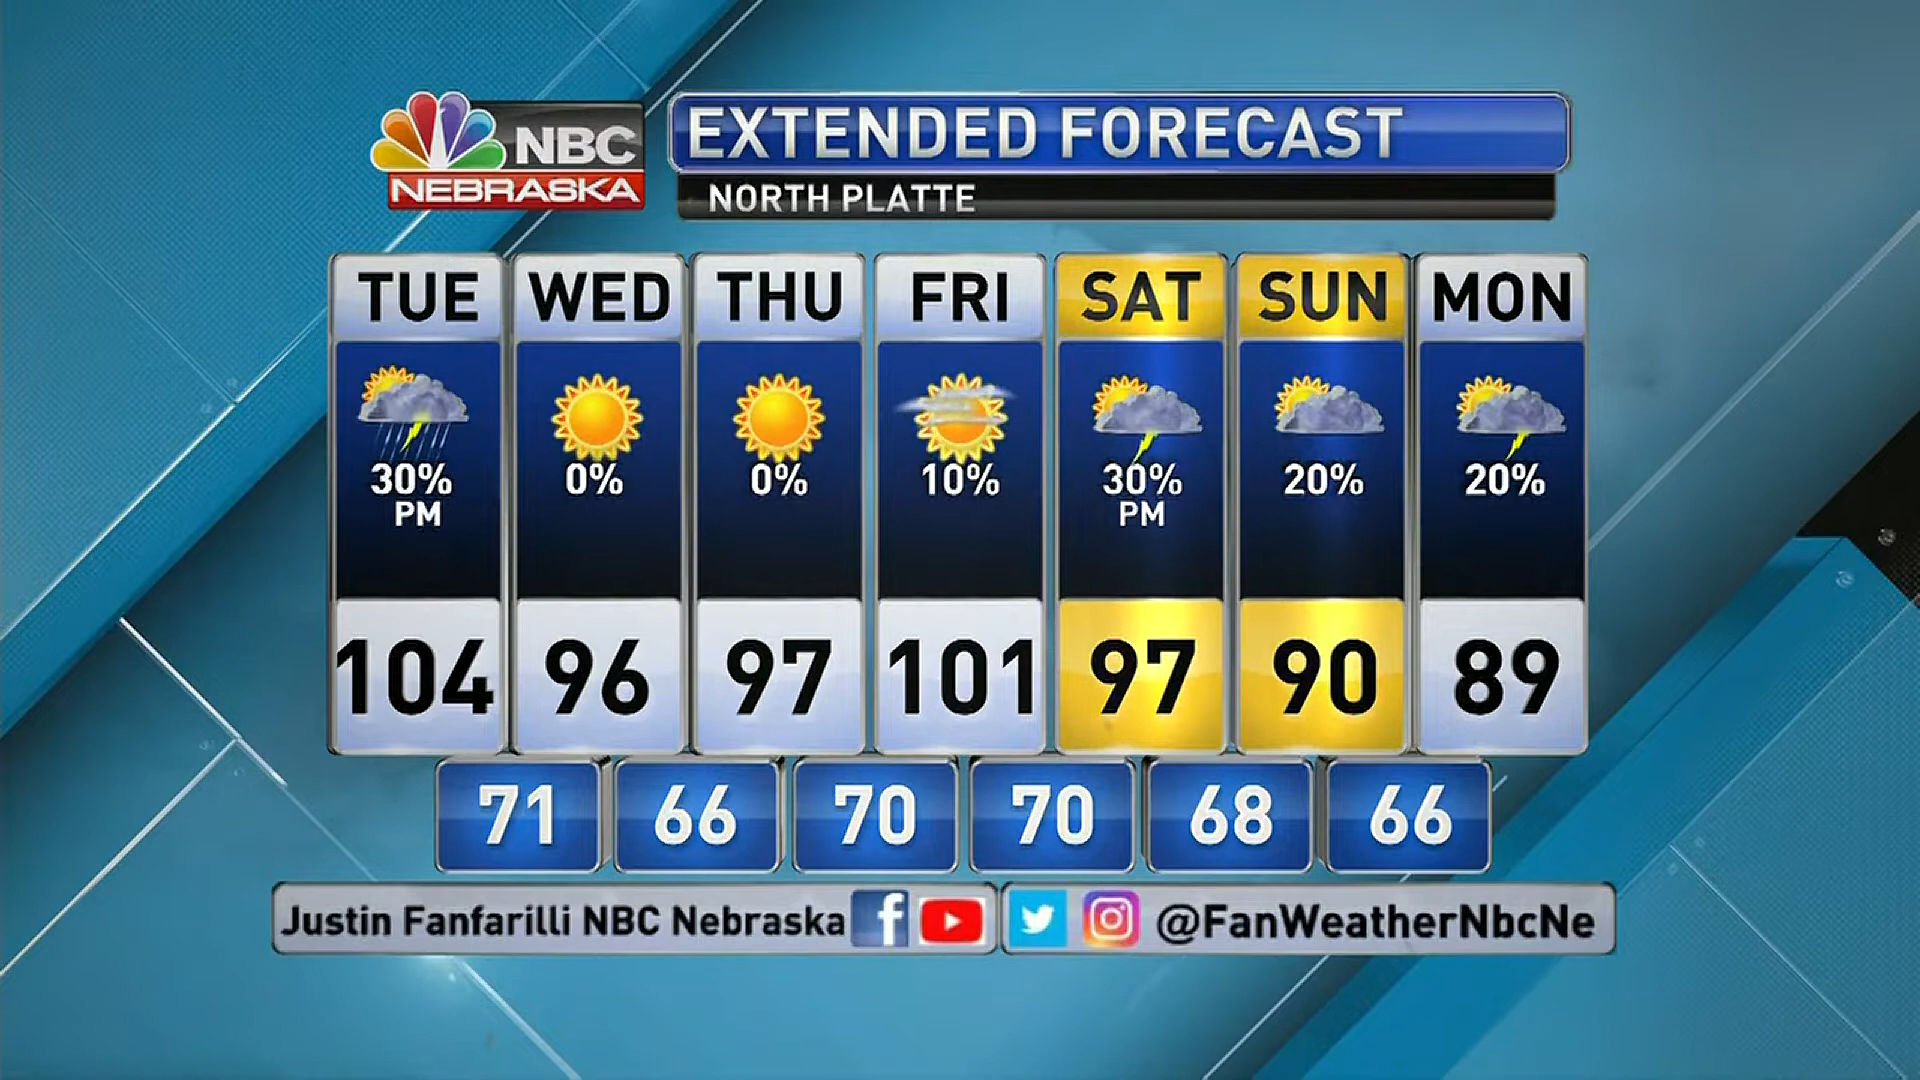 NBC
NEBRASKA
EXTENDED FORECAST
NORTH PLATTE
TUE WED THU FRI SAT SUN MON
30% 0% 0% 10% 30% 20% 20%
PM PM
104 96 97 101 97 90 89
71 66 70 70 68 66
Justin Fanfarilli NBC Nebraska f @FanWeatherNbcNe